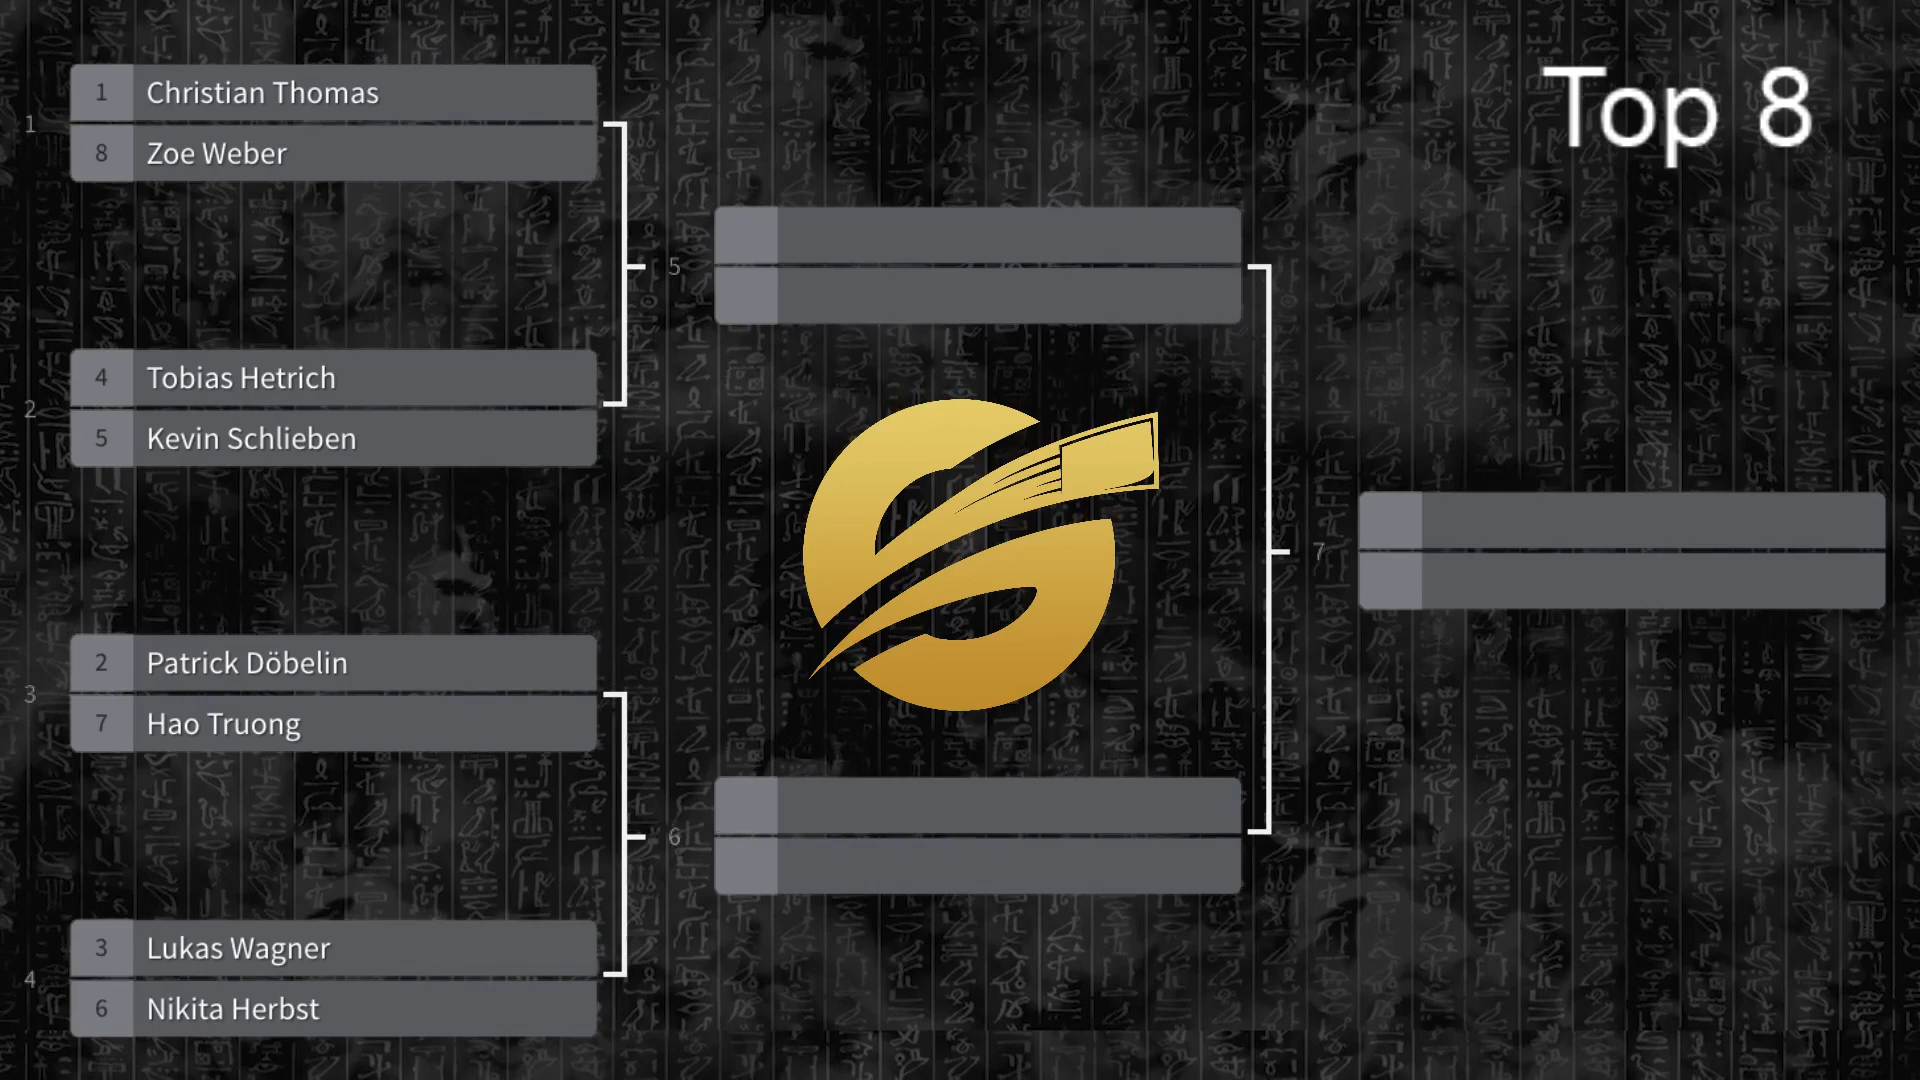 Top 8
1
1 Christian Thomas
8 Zoe Weber
2
4 Tobias Hetrich
5 Kevin Schlieben
3
2 Patrick Döbelin
7 Hao Truong
4
3 Lukas Wagner
6 Nikita Herbst
5
6
7